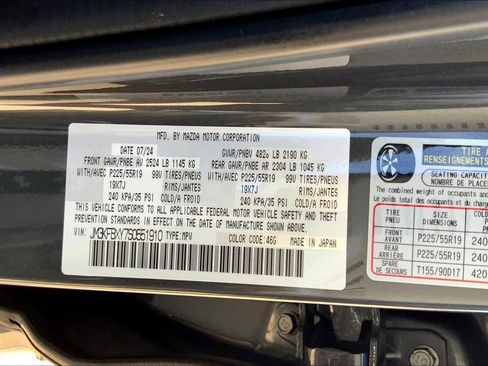 MFD. BY MAZDA MOTOR CORPORATION
DATE 07/24 GVWR/PNBV 4826 LB 2190 KG
FRONT GAWR/PNBE AV 2524 LB 1145 KG REAR GAWR/PNBE AR 2304 LB 1045 KG
WITH/AVEC P225/55R19 99V TIRES/PNEUS WITH/AVEC P225/55R19 99V TIRES/PNEUS
19X7J RIMS/JANTES 19X7J RIMS/JANTES
240 KPA/35 PSI COLD/A FROID 240 KPA/35 PSI COLD/A FROID
THIS VEHICLE CONFORMS TO ALL APPLICABLE FEDERAL MOTOR VEHICLE SAFETY AND THEFT
PREVENTION STANDARDS IN EFFECT ON THE DATE OF MANUFACTURE SHOWN ABOVE.
VIN: TYPE:MPV COLOR CODE:46G MADE IN JAPAN
TIRE
RENSEIGNEMENTS
SEATING CAPACITY
NOMBRE DE PLACES
The combined weight of occupants and
Le poids total des occupants et du
TIRE PNEU
SIZE DIMENSIONS
FRONT AVANT P225/55R19 240
REAR ARRIÈRE P225/55R19 240
SPARE DE SECOURS T155/90D17 420